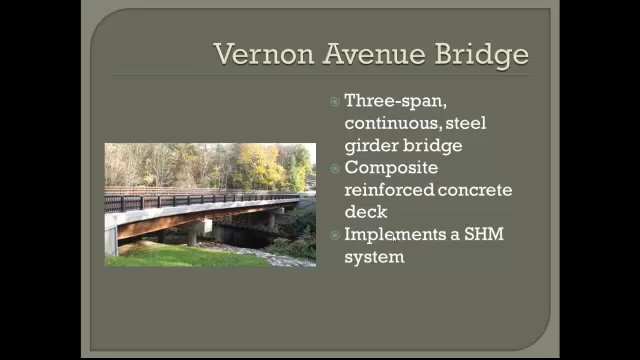 Vernon Avenue Bridge
Three-span,
continuous, steel
girder bridge
Composite
reinforced concrete
deck
Implements a SHM
system